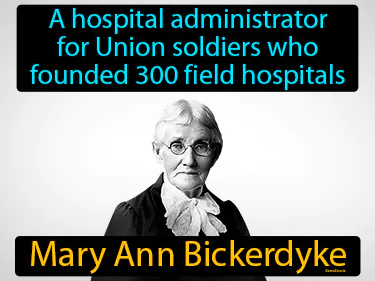 A hospital administrator
for Union soldiers who
founded 300 field hospitals
Mary Ann Bickerdyke